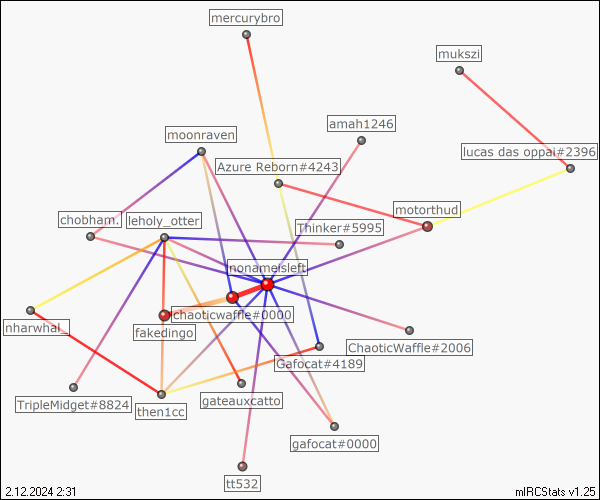 mercurybro
mukszi
amah1246
moonraven
lucas das oppai#2396
Azure Reborn#4243
motorthud
chobham.
leholy_otter
Thinker#5995
nonameisleft
chaoticwaffle#0000
nharwhal_
fakedingo
ChaoticWaffle#2006
Gafocat#4189
TripleMidget#8824
then1cc
gateauxcatto
gafocat#0000
tt532
2.12.2024 2:31
mIRCStats v1.25